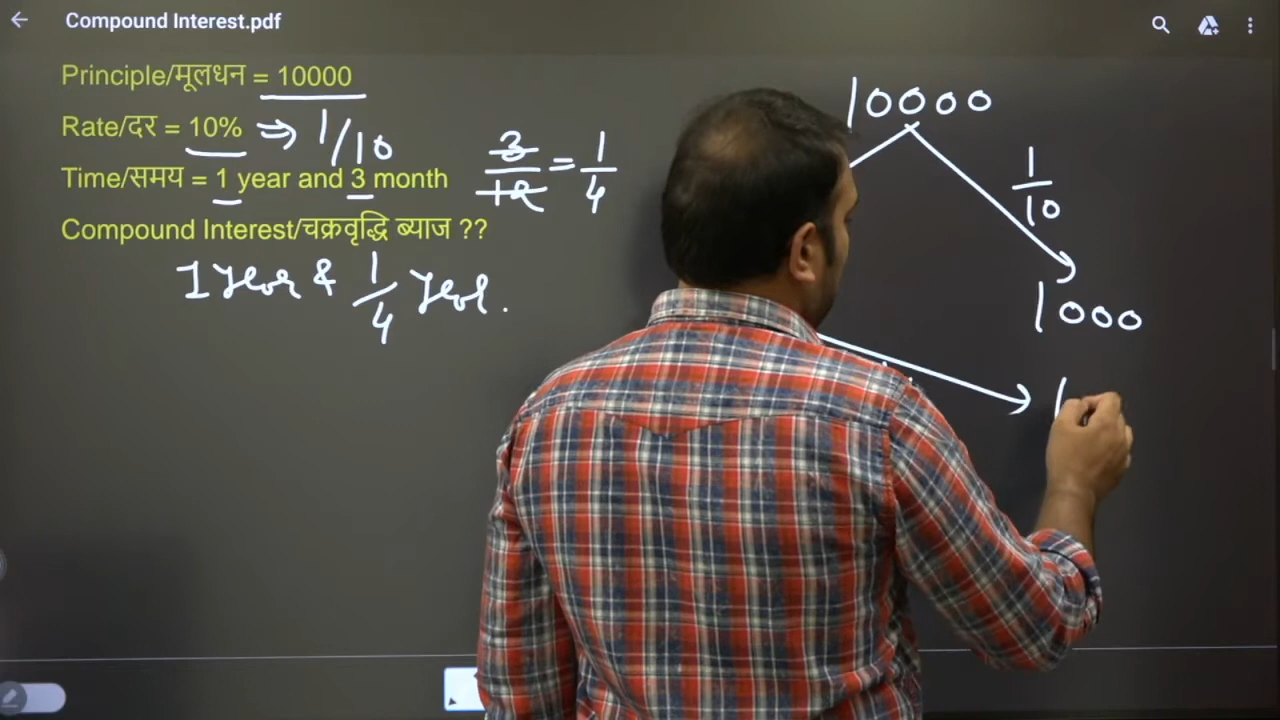 Compound Interest.pdf
Principle/मूलधन = 10000
Rate/दर = 10% ⇒ 1/10
Time/समय = 1 year and 3 month
3/12 = 1/4
Compound Interest/चक्रवृद्धि ब्याज ??
1 year & 1/4 year.
10000
1/10
1000